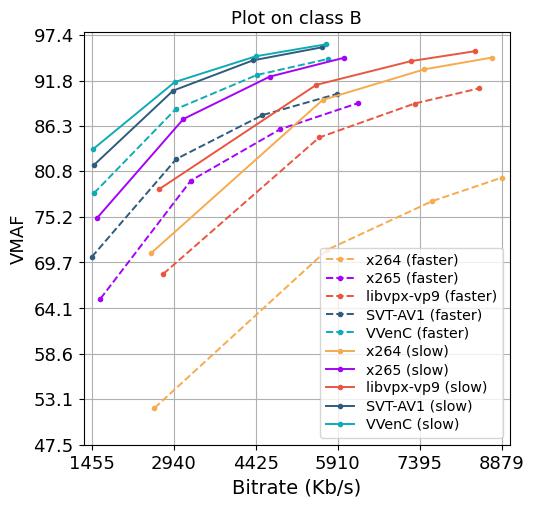 Plot on class B
VMAF
97.4
91.8
86.3
80.8
75.2
69.7
64.1
58.6
53.1
47.5
x264 (faster)
x265 (faster)
libvpx-vp9 (faster)
SVT-AV1 (faster)
VVenC (faster)
x264 (slow)
x265 (slow)
libvpx-vp9 (slow)
SVT-AV1 (slow)
VVenC (slow)
1455 2940 4425 5910 7395 8879
Bitrate (Kb/s)